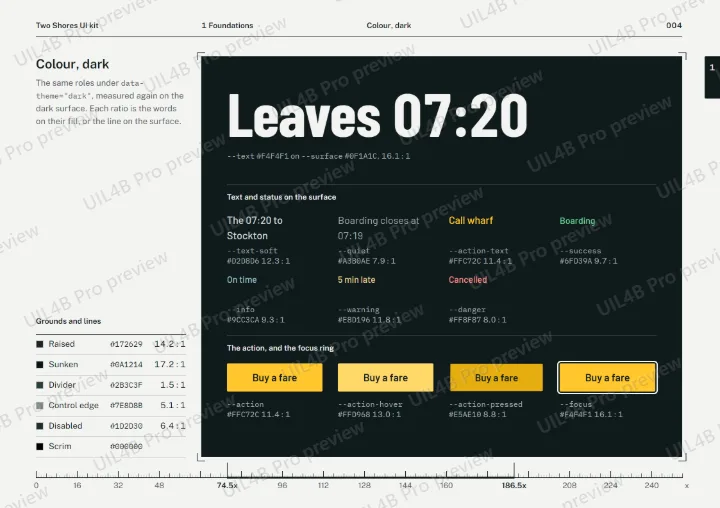 Two Shores UI kit
1 Foundations
Colour, dark
004
Colour, dark
The same roles under data-
theme="dark", measured again on the
dark surface. Each ratio is the words
on their fill, or the line on the surface.
1
Leaves 07:20
--text #F4F4F1 on --surface #0F1A1C, 16.1 : 1
Text and status on the surface
The 07:20 to
Stockton
--text-soft
#D2D8D6 12.3 : 1
Boarding closes at
07:19
--quiet
#A3B0AE 7.9 : 1
Call wharf
--action-text
#FFC72C 11.4 : 1
Boarding
--success
#6FD39A 9.7 : 1
On time
--info
#9CC3CA 9.3 : 1
5 min late
--warning
#E8D196 11.8 : 1
Cancelled
--danger
#FF8F87 8.0 : 1
The action, and the focus ring
Buy a fare
--action
#FFC72C 11.4 : 1
Buy a fare
--action-hover
#FFD968 13.0 : 1
Buy a fare
--action-pressed
#E5AE10 8.8 : 1
Buy a fare
--focus
#F4F4F1 16.1 : 1
Grounds and lines
Raised #172629 14.2 : 1
Sunken #0A1214 17.2 : 1
Divider #2B3C3F 1.5 : 1
Control edge #7E8D8B 5.1 : 1
Disabled #1D2D30 6.4 : 1
Scrim #000000
0 16 32 48 74.5x 96 112 128 144 160 186.5x 208 224 240 x
UIL4B Pro preview